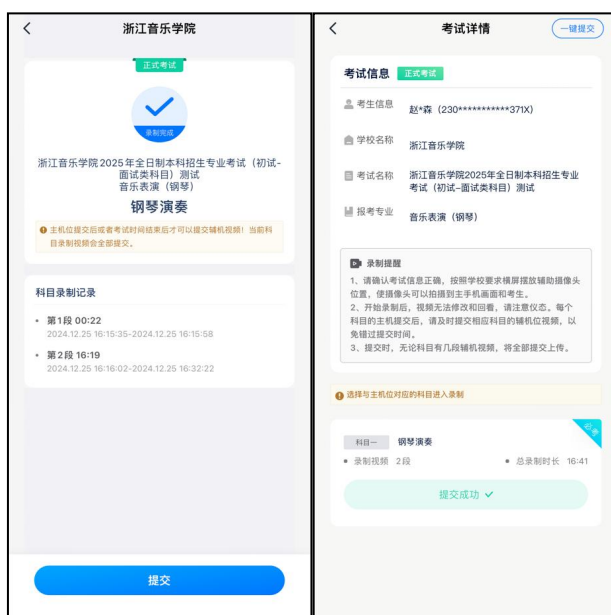 浙江音乐学院
正式考试
录制完成
浙江音乐学院2025年全日制本科招生专业考试（初试-
面试类科目）测试
音乐表演（钢琴）
钢琴演奏
主机位提交后或者考试时间结束后才可以提交辅机视频！当前科
目录制视频会全部提交。
科目录制记录
第1段 00:22
2024.12.25 16:15:35-2024.12.25 16:15:58
第2段 16:19
2024.12.25 16:16:02-2024.12.25 16:32:22
提交
考试详情
一键提交
考试信息 正式考试
考生信息 赵*森（230***********371X）
学校名称 浙江音乐学院
考试名称 浙江音乐学院2025年全日制本科招生专业
考试（初试-面试类科目）测试
报考专业 音乐表演（钢琴）
录制提醒
1、请确认考试信息正确，按照学校要求横屏摆放辅助摄像头
位置，使摄像头可以拍摄到主手机画面和考生。
2、开始录制后，视频无法修改和回看，请注意仪态。每个
科目的主机提交后，请及时提交相应科目的辅机位视频，以
免错过提交时间。
3、提交时，无论科目有几段辅机视频，将全部提交上传。
选择与主机位对应的科目进入录制
必考
科目一 钢琴演奏
录制视频 2段 总录制时长 16:41
提交成功